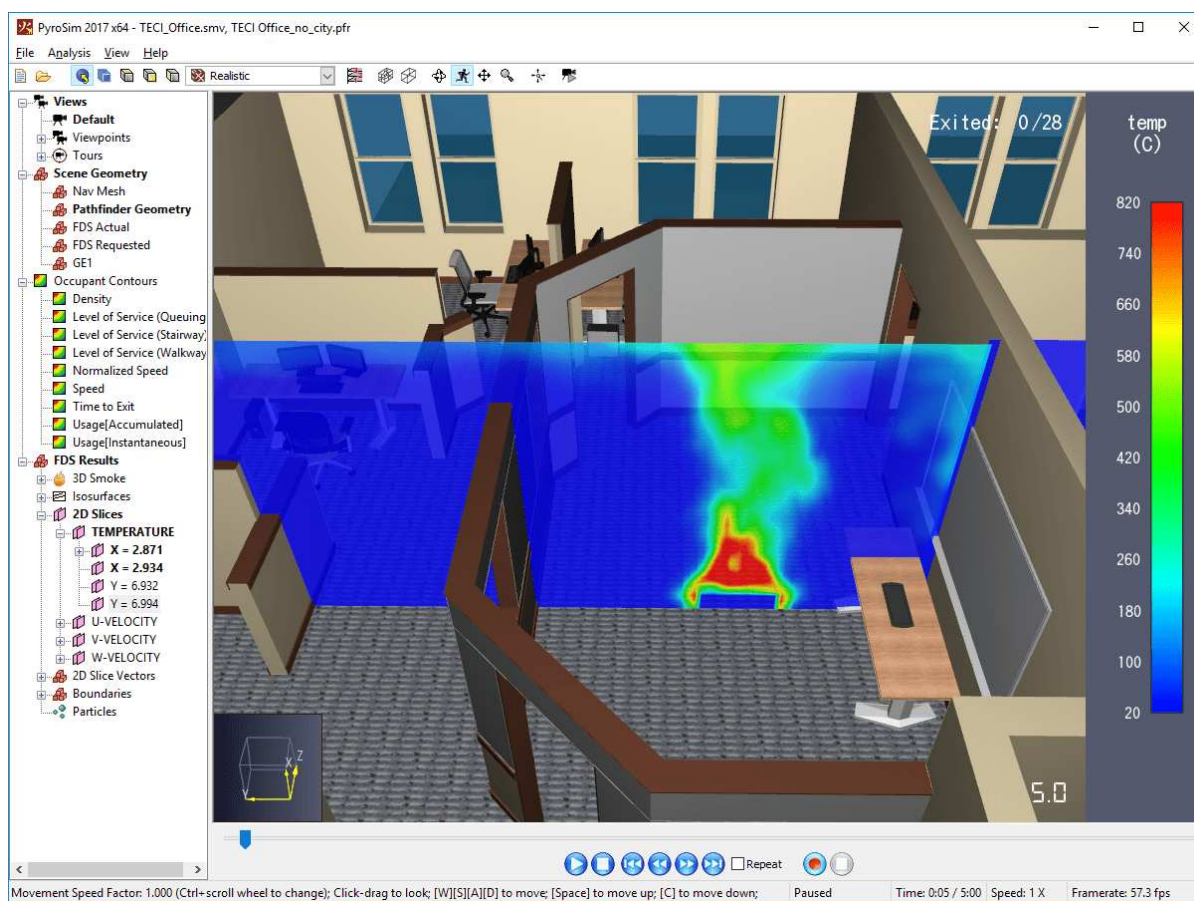 PyroSim 2017 x64 - TECI_Office.smv, TECI Office_no_city.pfr
File Analysis View Help
Realistic
Views
Default
Viewpoints
Tours
Scene Geometry
Nav Mesh
Pathfinder Geometry
FDS Actual
FDS Requested
GE1
Occupant Contours
Density
Level of Service (Queuing
Level of Service (Stairway)
Level of Service (Walkway
Normalized Speed
Speed
Time to Exit
Usage[Accumulated]
Usage[Instantaneous]
FDS Results
3D Smoke
Isosurfaces
2D Slices
TEMPERATURE
X = 2.871
X = 2.934
Y = 6.932
Y = 6.994
U-VELOCITY
V-VELOCITY
W-VELOCITY
2D Slice Vectors
Boundaries
Particles
Exited: 0/28
temp
(C)
820
740
660
580
500
420
340
260
180
100
20
X Z
Y
5.0
Repeat
Movement Speed Factor: 1.000 (Ctrl+scroll wheel to change); Click-drag to look; [W][S][A][D] to move; [Space] to move up; [C] to move down; Paused Time: 0:05 / 5:00 Speed: 1 X Framerate: 57.3 fps